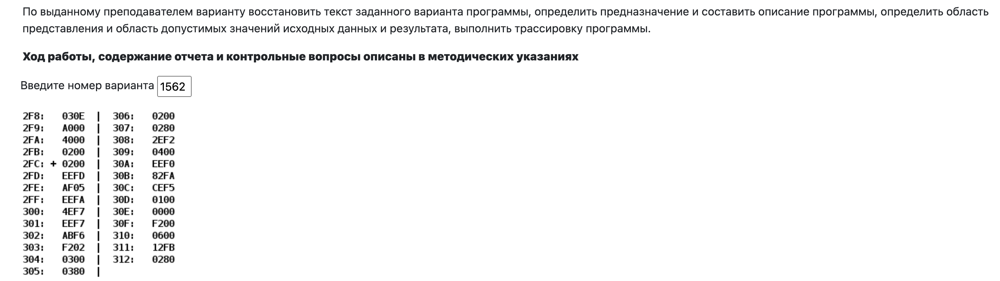 По выданному преподавателем варианту восстановить текст заданного варианта программы, определить предназначение и составить описание программы, определить область
представления и область допустимых значений исходных данных и результата, выполнить трассировку программы.
Ход работы, содержание отчета и контрольные вопросы описаны в методических указаниях
Введите номер варианта 1562
2F8: 030E | 306: 0200
2F9: A000 | 307: 0280
2FA: 4000 | 308: 2EF2
2FB: 0200 | 309: 0400
2FC: + 0200 | 30A: EEF0
2FD: EEFD | 30B: 82FA
2FE: AF05 | 30C: CEF5
2FF: EEFA | 30D: 0100
300: 4EF7 | 30E: 0000
301: EEF7 | 30F: F200
302: ABF6 | 310: 0600
303: F202 | 311: 12FB
304: 0300 | 312: 0280
305: 0380 |